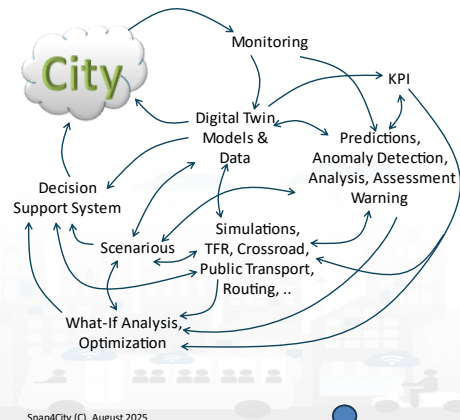 Monitoring
City
KPI
Digital Twin,
Models &
Data
Predictions,
Anomaly Detection,
Analysis, Assessment
Warning
Decision
Support System
Simulations,
TFR, Crossroad,
Public Transport,
Routing, ..
Scenarious
What-If Analysis,
Optimization
Snap4City (C), August 2025